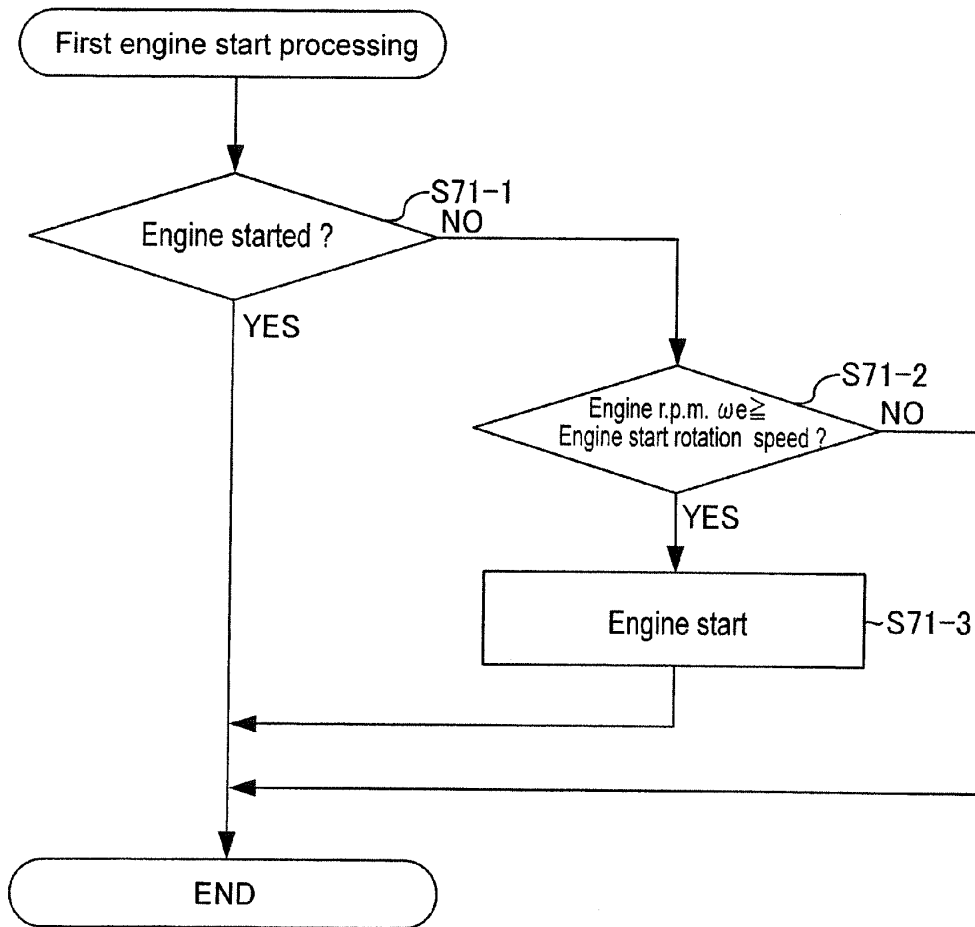 First engine start processing
S71-1
Engine started ?
NO
YES
S71-2
Engine r.p.m. ωe≧
Engine start rotation speed ?
NO
YES
Engine start
S71-3
END